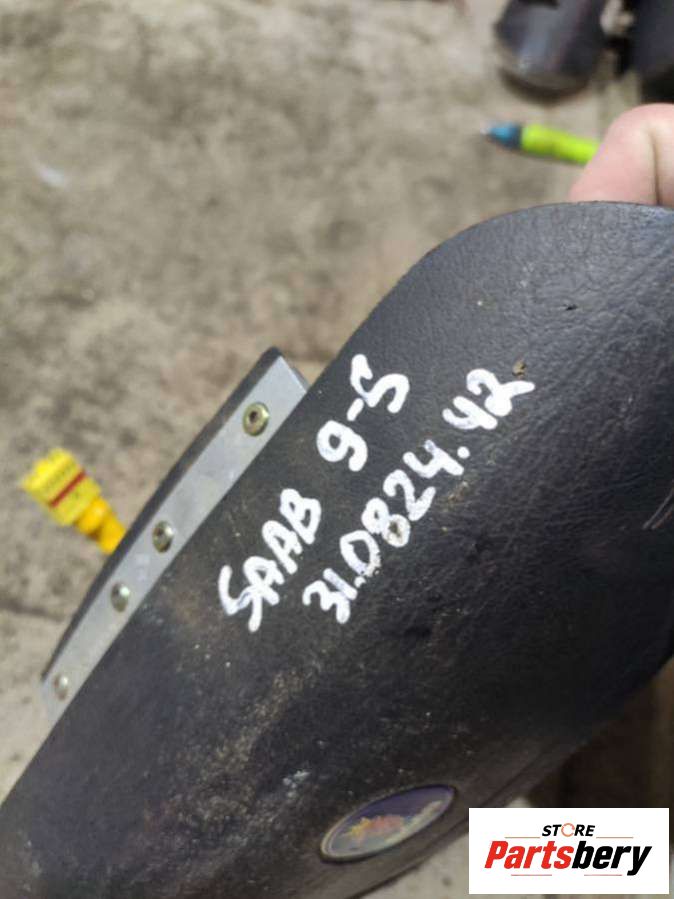 SAAB 9-5
31.0824.42
STORE
Partsbery